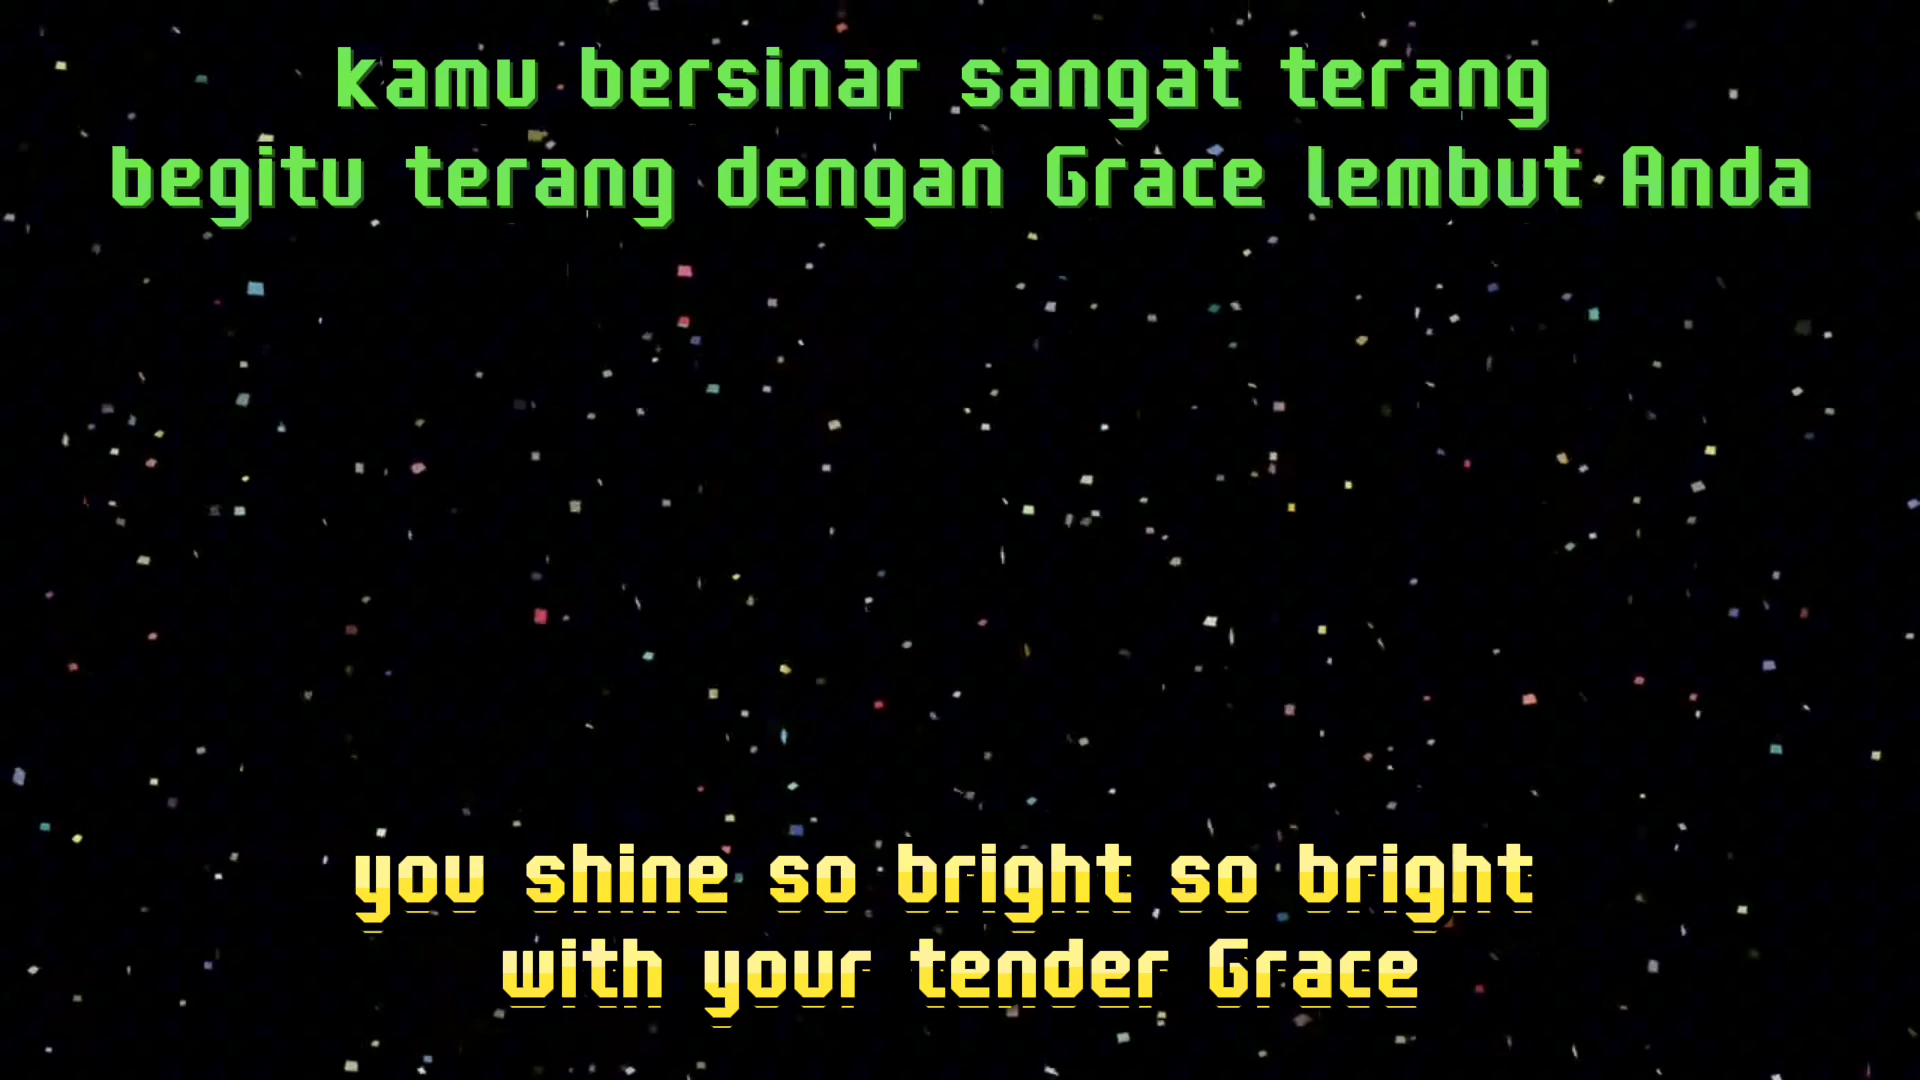 kamu bersinar sangat terang
begitu terang dengan Grace lembut Anda
you shine so bright so bright
with your tender Grace